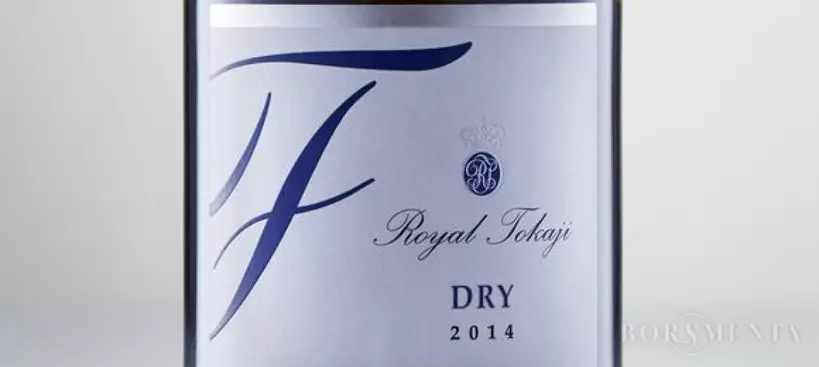 Royal Tokaji
DRY
2014
BORSMENTA